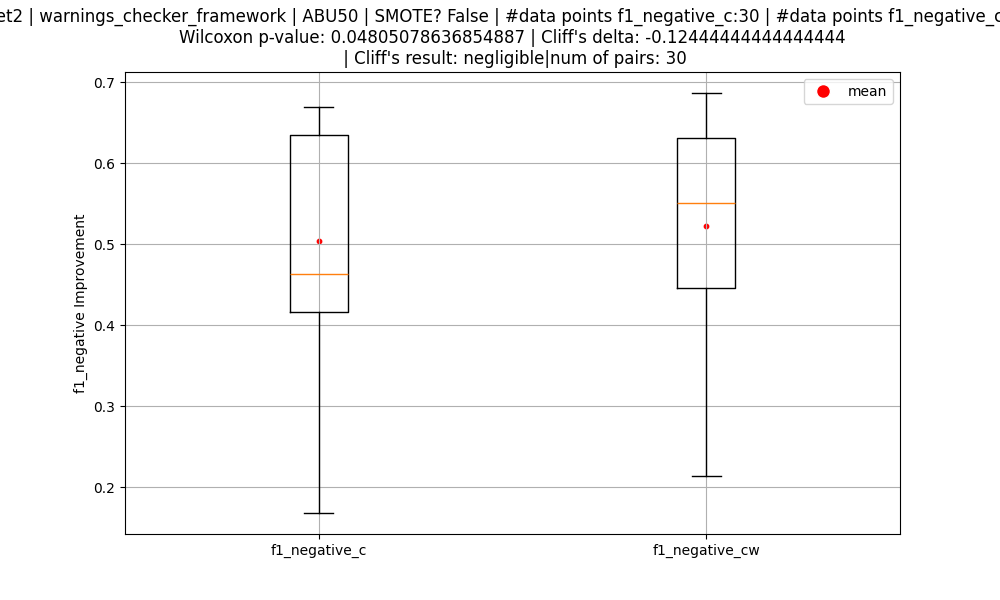 | warnings_checker_framework | ABU50 | SMOTE? False | #data points f1_negative_c:30 | #data points
Wilcoxon p-value: 0.04805078636854887 | Cliff's delta: -0.12444444444444444
| Cliff's result: negligible|num of pairs: 30
mean
0.7
0.6
0.5
0.4
0.3
0.2
f1_negative Improvement
f1_negative_c
f1_negative_cw